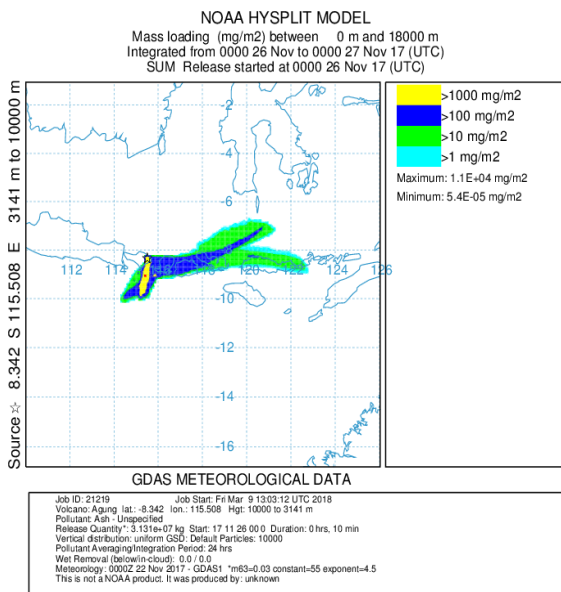 NOAA HYSPLIT MODEL
Mass loading (mg/m2) between 0 m and 18000 m
Integrated from 0000 26 Nov to 0000 27 Nov 17 (UTC)
SUM Release started at 0000 26 Nov 17 (UTC)
Source ☆ 8.342 S 115.508 E 3141 m to 10000 m
>1000 mg/m2
>100 mg/m2
>10 mg/m2
>1 mg/m2
Maximum: 1.1E+04 mg/m2
Minimum: 5.4E-05 mg/m2
-2
-4
-6
112 114 118 120 122 124 126
-10
-12
-14
-16
GDAS METEOROLOGICAL DATA
Job ID: 21219 Job Start: Fri Mar 9 13:03:12 UTC 2018
Volcano: Agung lat.: -8.342 lon.: 115.508 Hgt: 10000 to 3141 m
Pollutant: Ash - Unspecified
Release Quantity*: 3.131e+07 kg Start: 17 11 26 00 0 Duration: 0 hrs, 10 min
Vertical distribution: uniform GSD: Default Particles: 10000
Pollutant Averaging/Integration Period: 24 hrs
Wet Removal (below/in-cloud): 0.0 / 0.0
Meteorology: 0000Z 22 Nov 2017 - GDAS1 *m63=0.03 constant=55 exponent=4.5
This is not a NOAA product. It was produced by: unknown